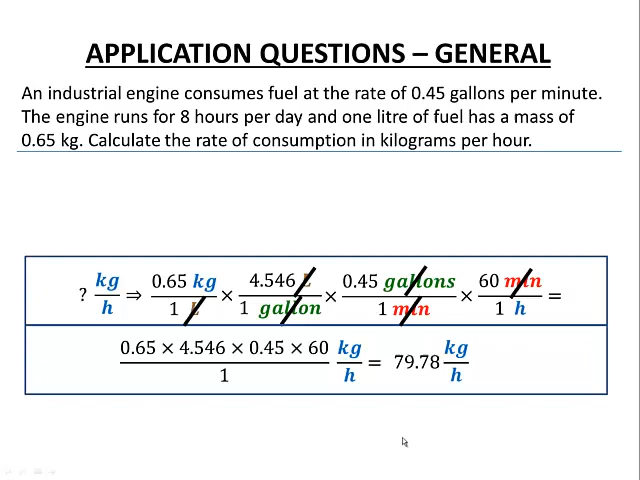 APPLICATION QUESTIONS – GENERAL
An industrial engine consumes fuel at the rate of 0.45 gallons per minute.
The engine runs for 8 hours per day and one litre of fuel has a mass of
0.65 kg. Calculate the rate of consumption in kilograms per hour.
? kg/h ⇒ 0.65 kg/1 L × 4.546 L/1 gallon × 0.45 gallons/1 min × 60 min/1 h =
0.65 × 4.546 × 0.45 × 60/1 kg/h = 79.78 kg/h